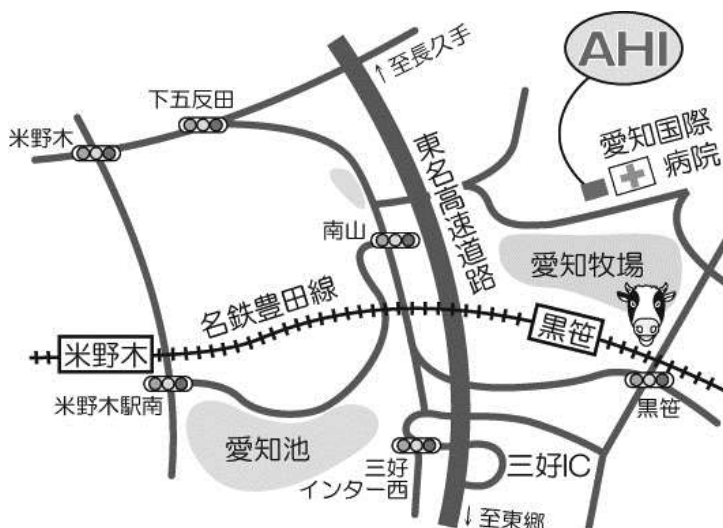 AHI
↑至長久手
下五反田
米野木
愛知国際
病院
東名高速道路
南山
愛知牧場
名鉄豊田線
米野木
黒笹
米野木駅南
黒笹
愛知池
三好
インター西
三好IC
↓至東郷